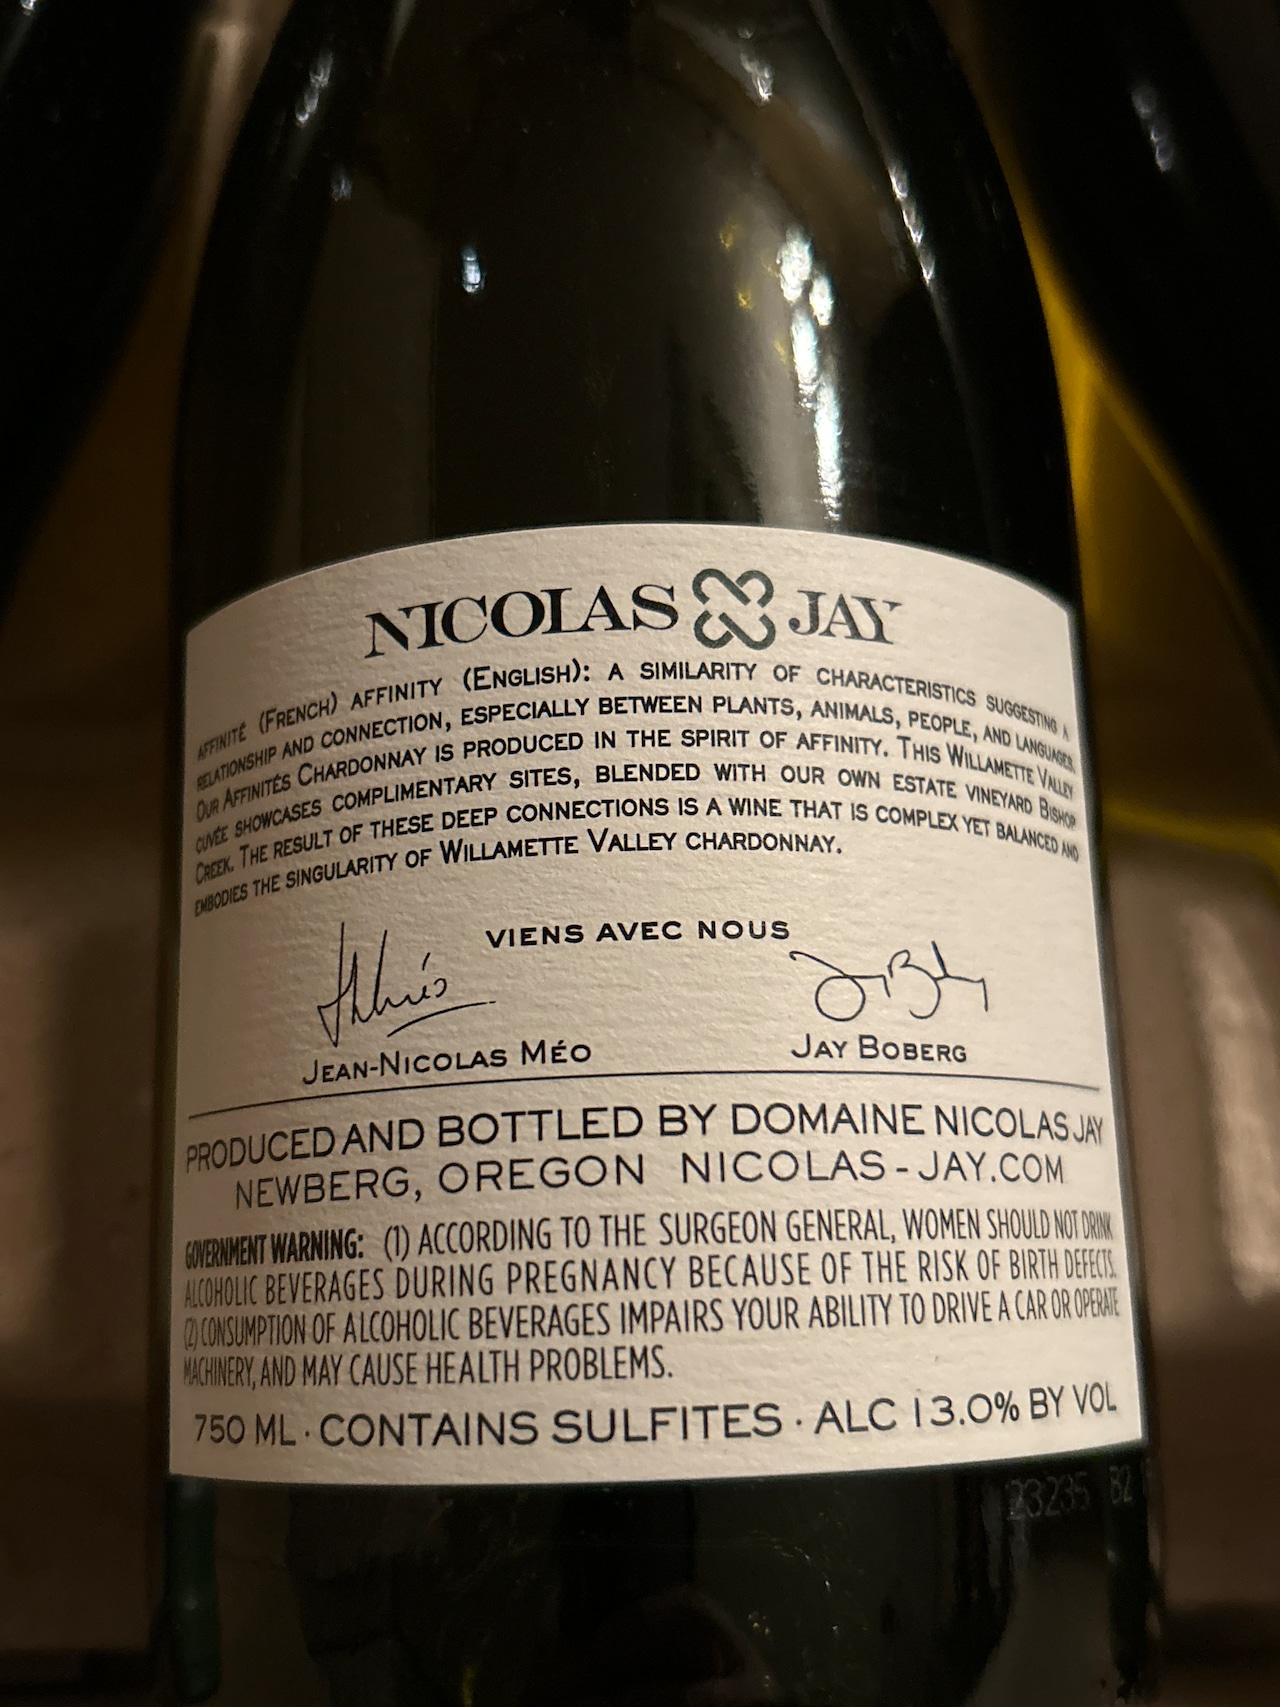 NICOLAS JAY
AFFINITÉ (FRENCH) AFFINITY (ENGLISH): A SIMILARITY OF CHARACTERISTICS SUGGESTING A
RELATIONSHIP AND CONNECTION, ESPECIALLY BETWEEN PLANTS, ANIMALS, PEOPLE, AND LANGUAGES.
OUR AFFINITÉS CHARDONNAY IS PRODUCED IN THE SPIRIT OF AFFINITY. THIS WILLAMETTE VALLEY
CUVÉE SHOWCASES COMPLIMENTARY SITES, BLENDED WITH OUR OWN ESTATE VINEYARD BISHOP
CREEK. THE RESULT OF THESE DEEP CONNECTIONS IS A WINE THAT IS COMPLEX YET BALANCED AND
EMBODIES THE SINGULARITY OF WILLAMETTE VALLEY CHARDONNAY.
VIENS AVEC NOUS
JEAN-NICOLAS MÉO JAY BOBERG
PRODUCED AND BOTTLED BY DOMAINE NICOLAS JAY
NEWBERG, OREGON NICOLAS-JAY.COM
GOVERNMENT WARNING: (1) ACCORDING TO THE SURGEON GENERAL, WOMEN SHOULD NOT DRINK
ALCOHOLIC BEVERAGES DURING PREGNANCY BECAUSE OF THE RISK OF BIRTH DEFECTS.
(2) CONSUMPTION OF ALCOHOLIC BEVERAGES IMPAIRS YOUR ABILITY TO DRIVE A CAR OR OPERATE
MACHINERY, AND MAY CAUSE HEALTH PROBLEMS.
750 ML · CONTAINS SULFITES · ALC 13.0% BY VOL
23235 B2